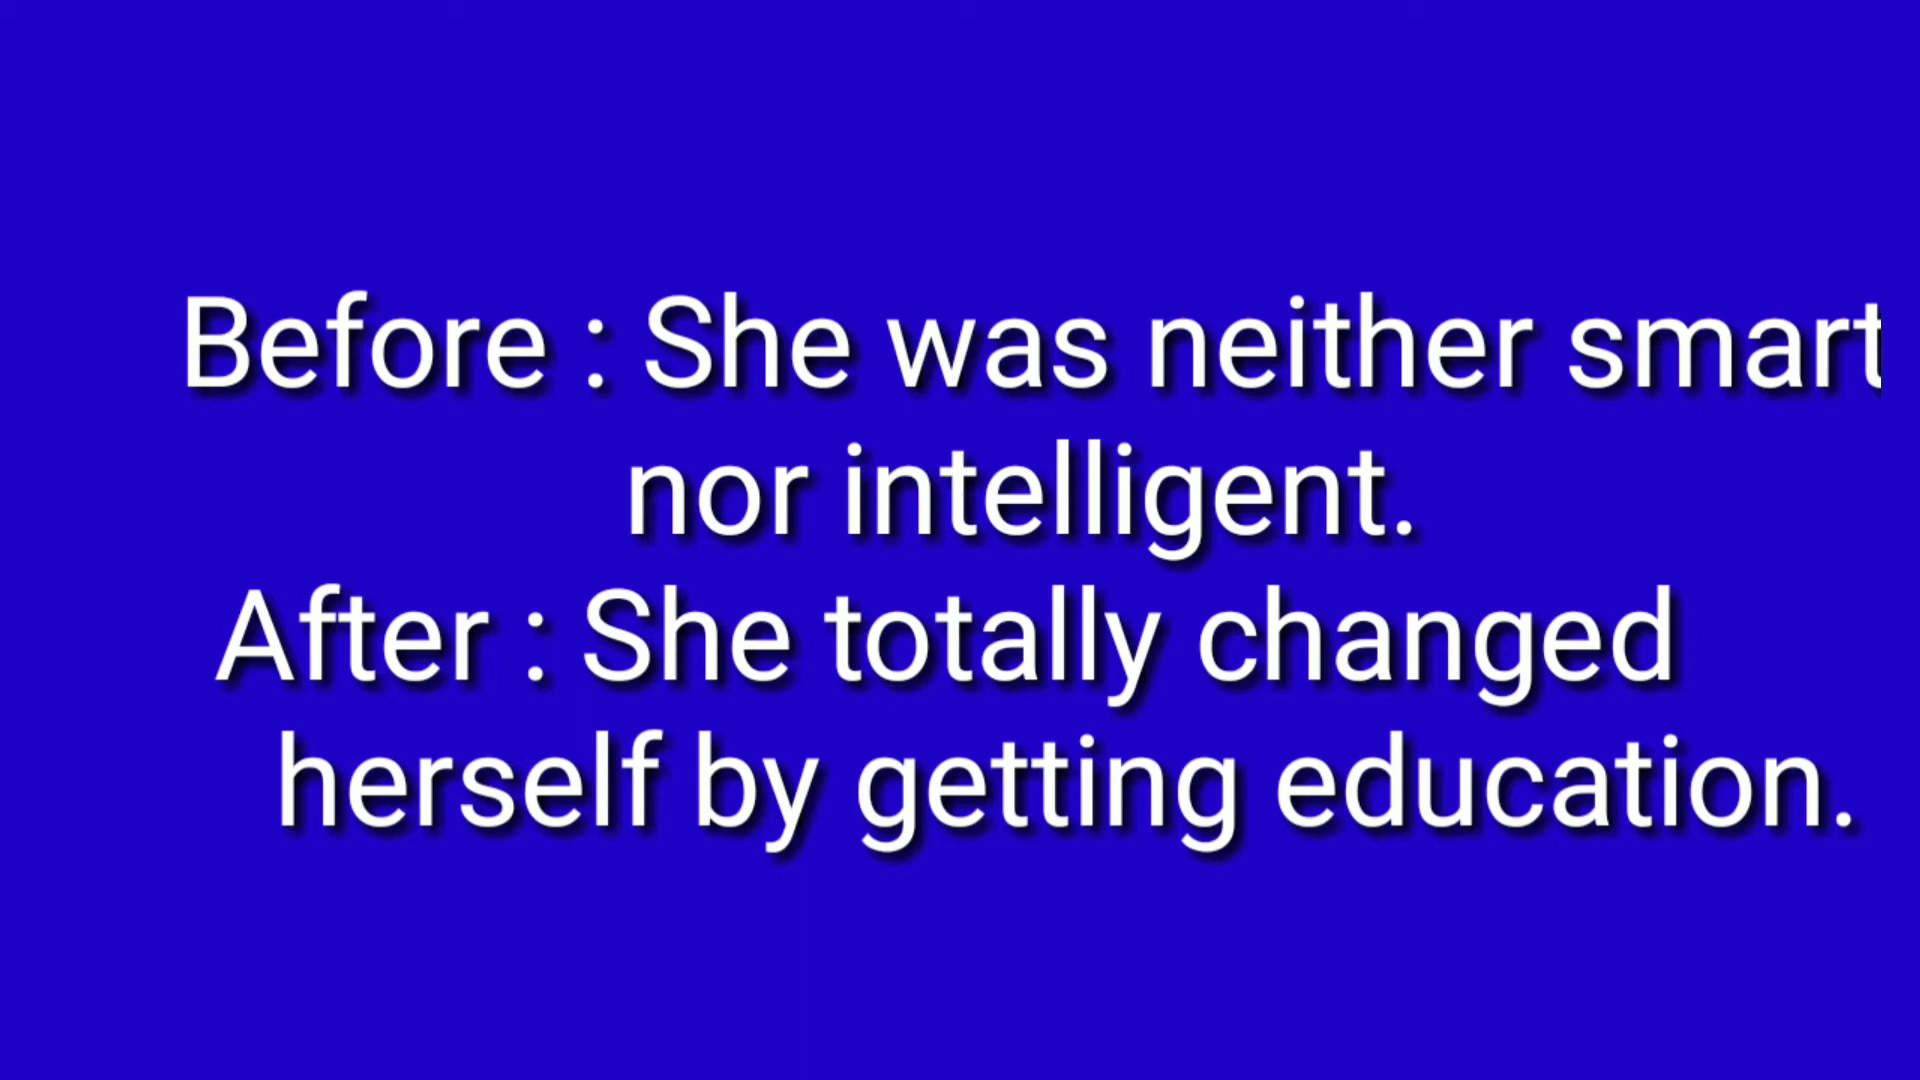 Before : She was neither smart
nor intelligent.
After : She totally changed
herself by getting education.